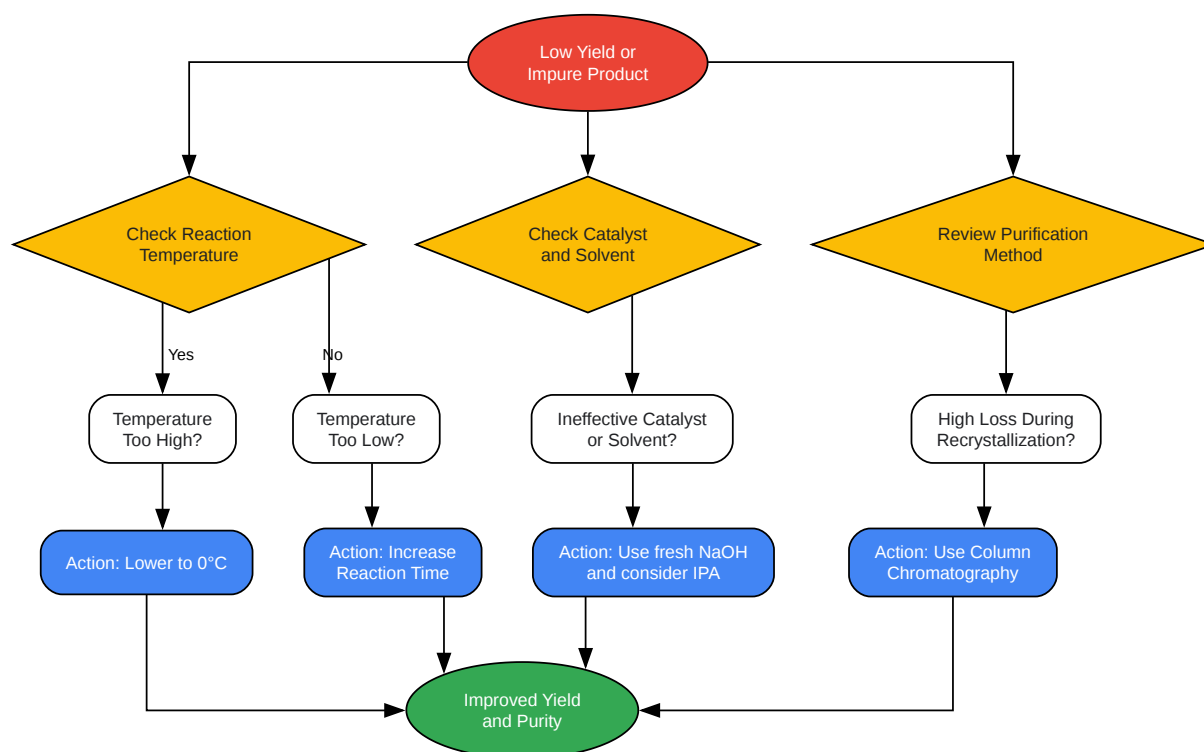 Low Yield or
Impure Product
Check Reaction
Temperature
Check Catalyst
and Solvent
Review Purification
Method
Yes
No
Temperature
Too High?
Temperature
Too Low?
Ineffective Catalyst
or Solvent?
High Loss During
Recrystallization?
Action: Lower to 0°C
Action: Increase
Reaction Time
Action: Use fresh NaOH
and consider IPA
Action: Use Column
Chromatography
Improved Yield
and Purity